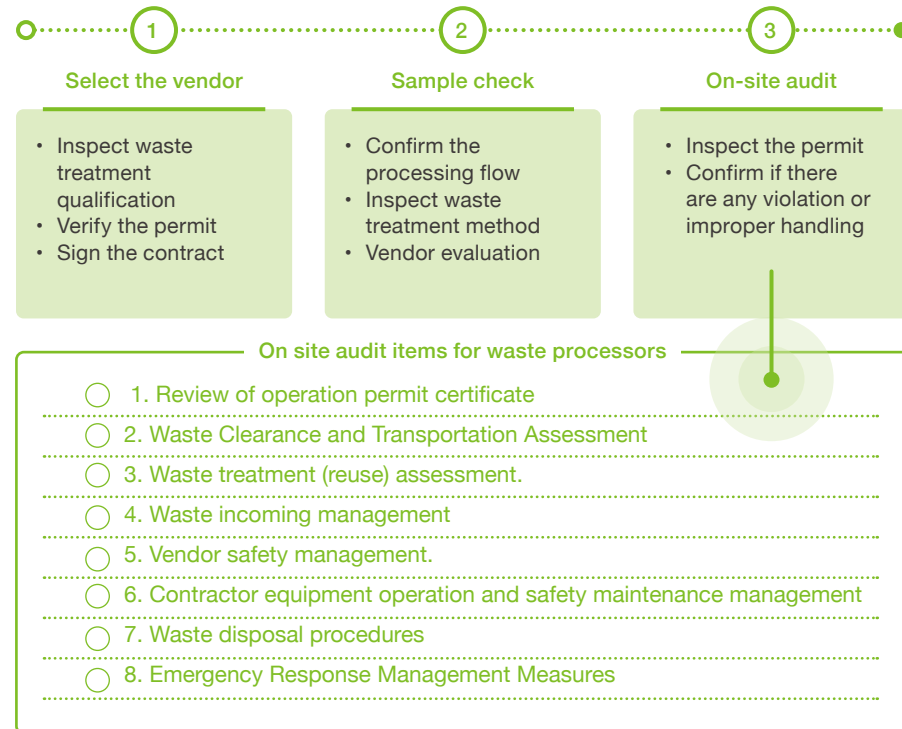 1
Select the vendor
• Inspect waste
treatment
qualification
• Verify the permit
• Sign the contract
2
Sample check
• Confirm the
processing flow
• Inspect waste
treatment method
• Vendor evaluation
3
On-site audit
• Inspect the permit
• Confirm if there
are any violation or
improper handling
On site audit items for waste processors
1. Review of operation permit certificate
2. Waste Clearance and Transportation Assessment
3. Waste treatment (reuse) assessment.
4. Waste incoming management
5. Vendor safety management.
6. Contractor equipment operation and safety maintenance management
7. Waste disposal procedures
8. Emergency Response Management Measures